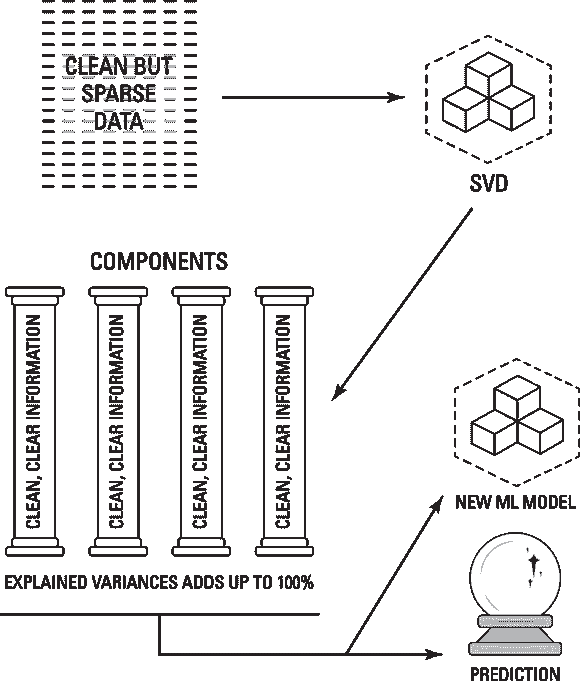 CLEAN BUT
SPARSE
DATA
SVD
COMPONENTS
CLEAN, CLEAR INFORMATION
CLEAN, CLEAR INFORMATION
CLEAN, CLEAR INFORMATION
CLEAN, CLEAR INFORMATION
EXPLAINED VARIANCES ADDS UP TO 100%
NEW ML MODEL
PREDICTION